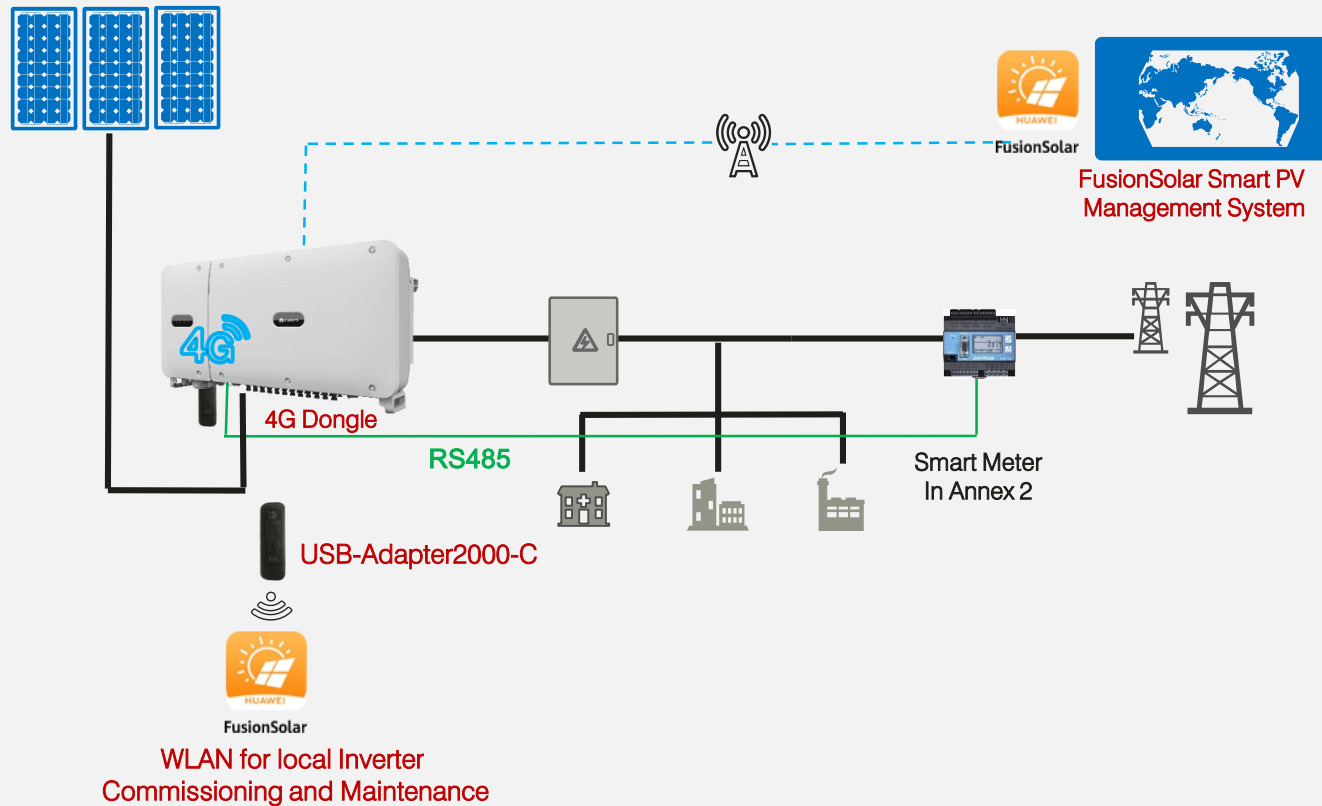 HUAWEI
FusionSolar
FusionSolar Smart PV
Management System
4G
4G Dongle
RS485
Smart Meter
In Annex 2
USB-Adapter2000-C
HUAWEI
FusionSolar
WLAN for local Inverter
Commissioning and Maintenance